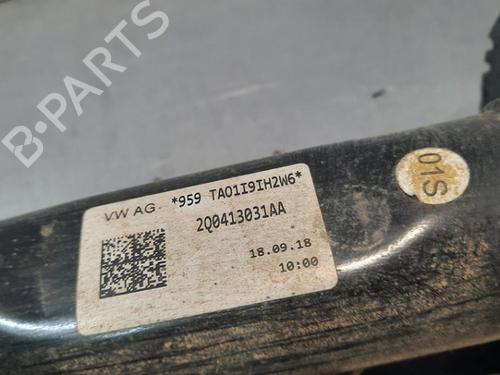 B-Parts
VW AG *959 TA01I9IH2W6*
2Q0413031AA
18.09.18
10:00
01S